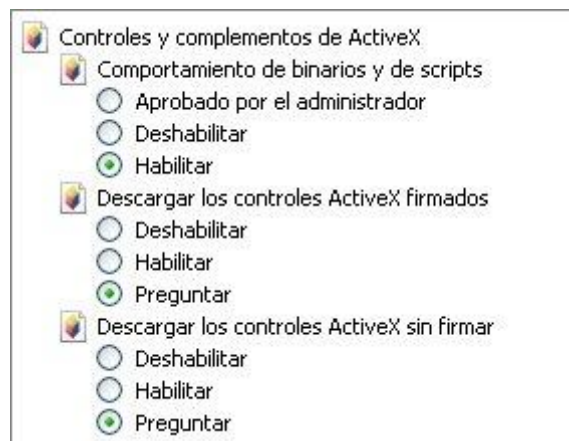 Controles y complementos de ActiveX
Comportamiento de binarios y de scripts
Aprobado por el administrador
Deshabilitar
Habilitar
Descargar los controles ActiveX firmados
Deshabilitar
Habilitar
Preguntar
Descargar los controles ActiveX sin firmar
Deshabilitar
Habilitar
Preguntar